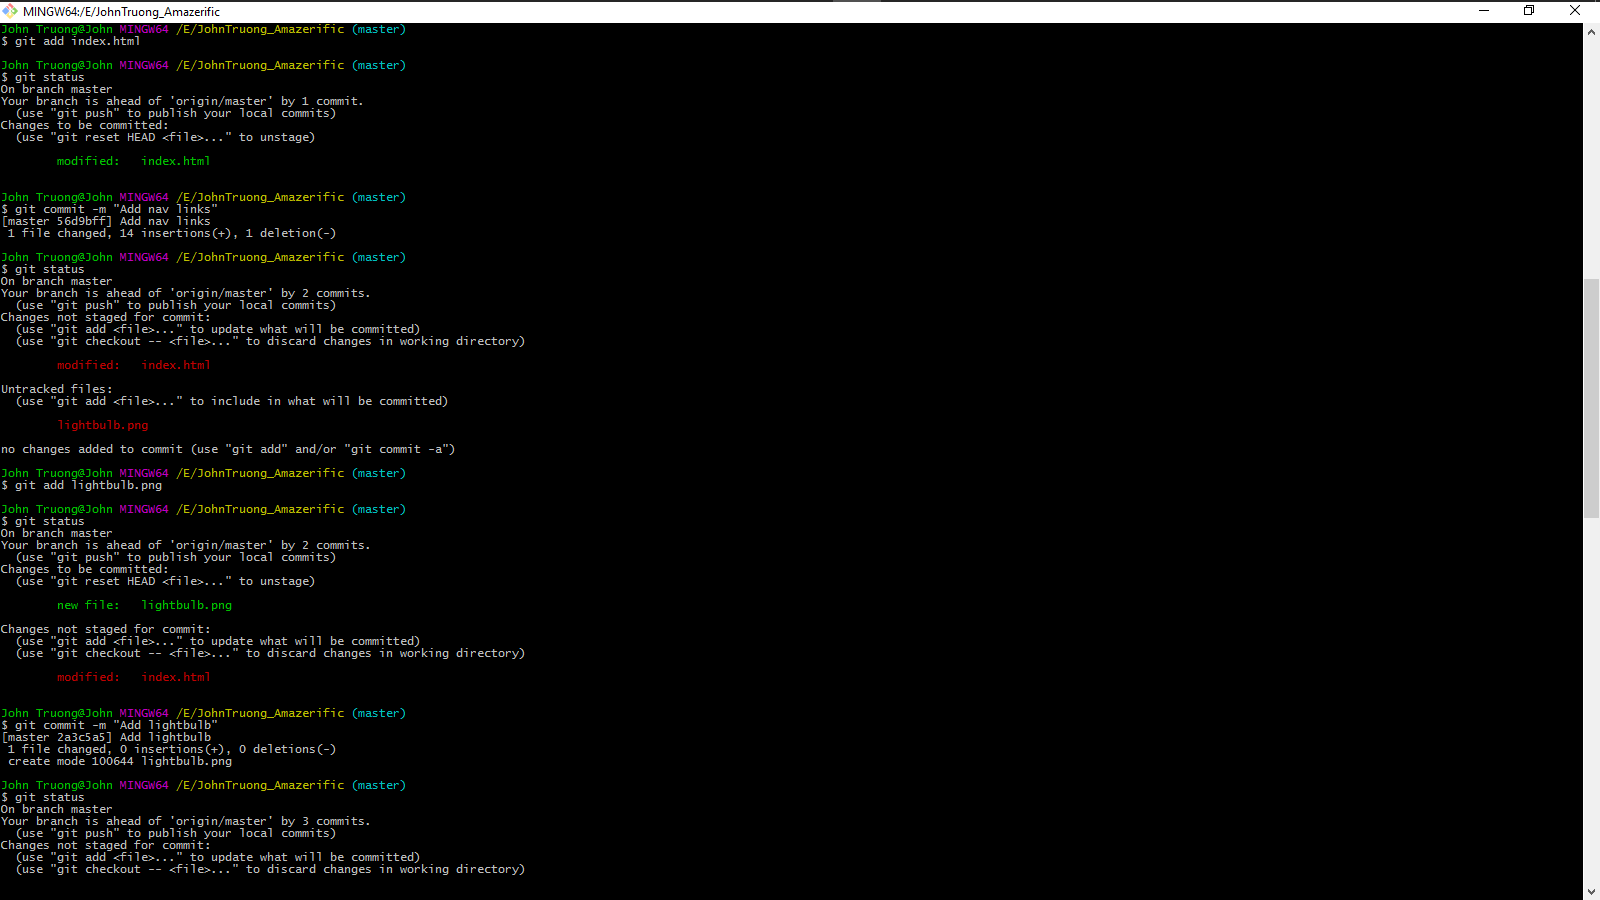 MINGW64:/E/JohnTruong_Amazerific
John Truong@John MINGW64 /E/JohnTruong_Amazerific (master)
$ git add index.html
John Truong@John MINGW64 /E/JohnTruong_Amazerific (master)
$ git status
On branch master
Your branch is ahead of 'origin/master' by 1 commit.
  (use "git push" to publish your local commits)
Changes to be committed:
  (use "git reset HEAD <file>..." to unstage)
        modified:   index.html
John Truong@John MINGW64 /E/JohnTruong_Amazerific (master)
$ git commit -m "Add nav links"
[master 56d9bff] Add nav links
 1 file changed, 14 insertions(+), 1 deletion(-)
John Truong@John MINGW64 /E/JohnTruong_Amazerific (master)
$ git status
On branch master
Your branch is ahead of 'origin/master' by 2 commits.
  (use "git push" to publish your local commits)
Changes not staged for commit:
  (use "git add <file>..." to update what will be committed)
  (use "git checkout -- <file>..." to discard changes in working directory)
        modified:   index.html
Untracked files:
  (use "git add <file>..." to include in what will be committed)
        lightbulb.png
no changes added to commit (use "git add" and/or "git commit -a")
John Truong@John MINGW64 /E/JohnTruong_Amazerific (master)
$ git add lightbulb.png
John Truong@John MINGW64 /E/JohnTruong_Amazerific (master)
$ git status
On branch master
Your branch is ahead of 'origin/master' by 2 commits.
  (use "git push" to publish your local commits)
Changes to be committed:
  (use "git reset HEAD <file>..." to unstage)
        new file:   lightbulb.png
Changes not staged for commit:
  (use "git add <file>..." to update what will be committed)
  (use "git checkout -- <file>..." to discard changes in working directory)
        modified:   index.html
John Truong@John MINGW64 /E/JohnTruong_Amazerific (master)
$ git commit -m "Add lightbulb"
[master 2a3c5a5] Add lightbulb
 1 file changed, 0 insertions(+), 0 deletions(-)
 create mode 100644 lightbulb.png
John Truong@John MINGW64 /E/JohnTruong_Amazerific (master)
$ git status
On branch master
Your branch is ahead of 'origin/master' by 3 commits.
  (use "git push" to publish your local commits)
Changes not staged for commit:
  (use "git add <file>..." to update what will be committed)
  (use "git checkout -- <file>..." to discard changes in working directory)